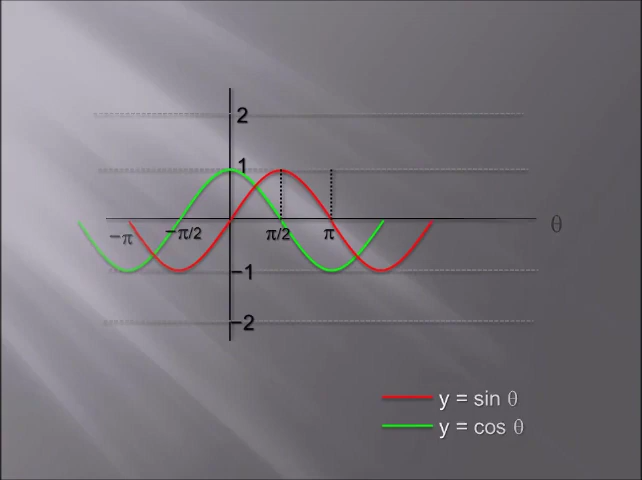 2
1
θ
−π
−π/2
π/2
π
−1
−2
y = sin θ
y = cos θ